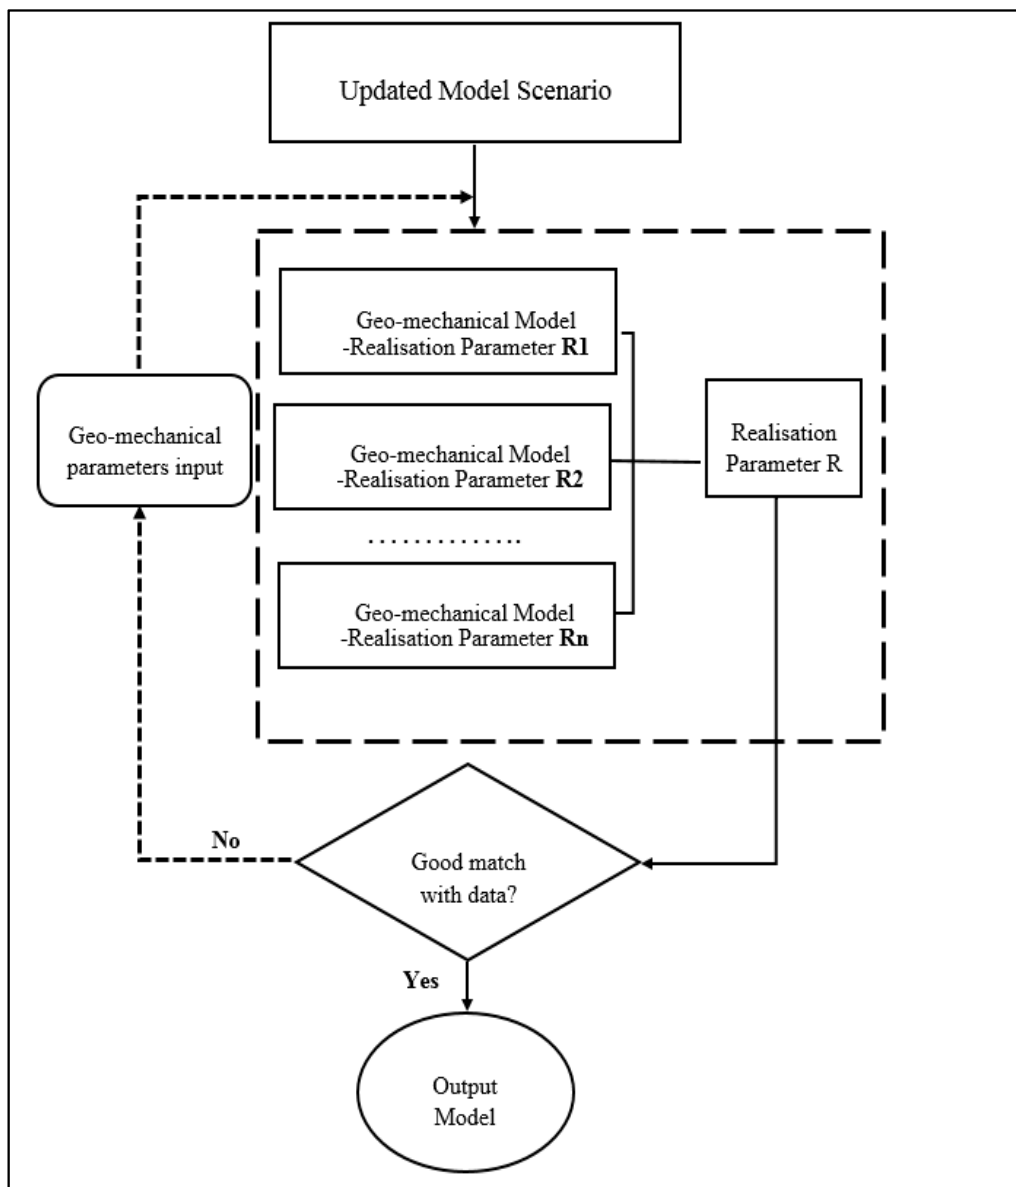 Updated Model Scenario
Geo-mechanical Model
-Realisation Parameter R1
Geo-mechanical
parameters input
Geo-mechanical Model
-Realisation Parameter R2
Realisation
Parameter R
..............
Geo-mechanical Model
-Realisation Parameter Rn
No
Good match
with data?
Yes
Output
Model